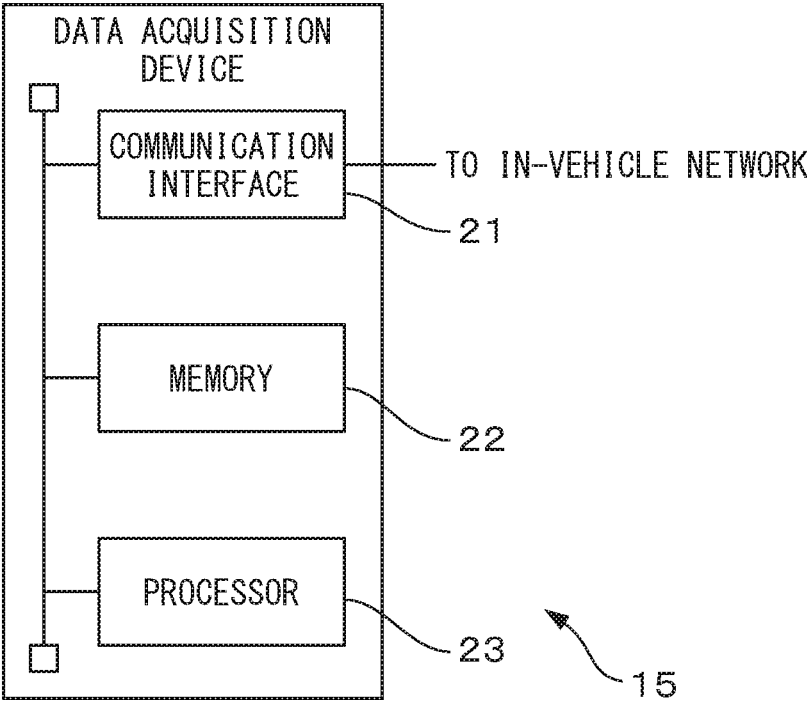 DATA ACQUISITION
DEVICE
COMMUNICATION
INTERFACE
TO IN-VEHICLE NETWORK
21
MEMORY
22
PROCESSOR
23
15